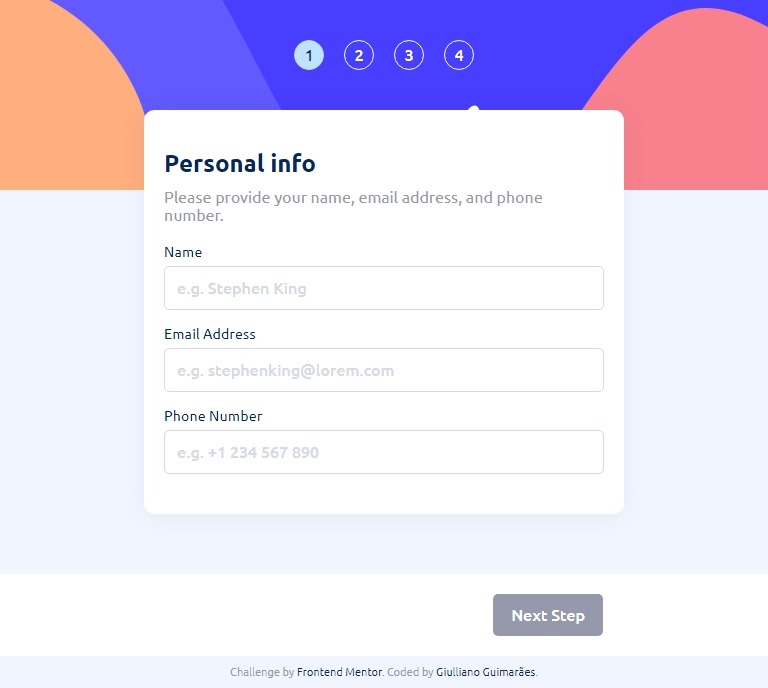 1 2 3 4
Personal info
Please provide your name, email address, and phone
number.
Name
e.g. Stephen King
Email Address
e.g. stephenking@lorem.com
Phone Number
e.g. +1 234 567 890
Next Step
Challenge by Frontend Mentor. Coded by Giulliano Guimarães.